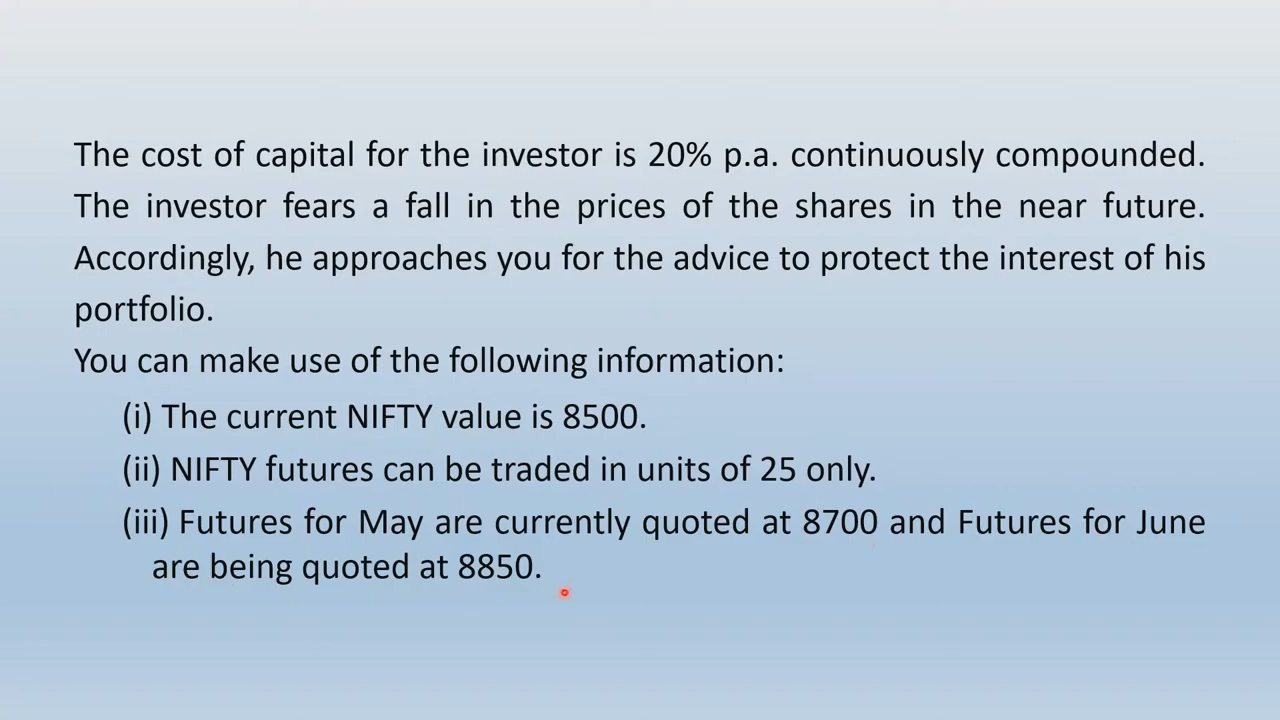 The cost of capital for the investor is 20% p.a. continuously compounded.
The investor fears a fall in the prices of the shares in the near future.
Accordingly, he approaches you for the advice to protect the interest of his
portfolio.
You can make use of the following information:
(i) The current NIFTY value is 8500.
(ii) NIFTY futures can be traded in units of 25 only.
(iii) Futures for May are currently quoted at 8700 and Futures for June
are being quoted at 8850.